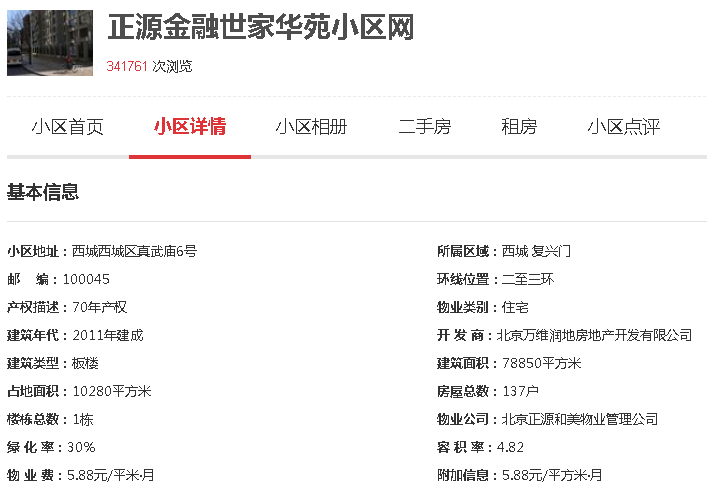 正源金融世家华苑小区网
341761 次浏览
小区首页 小区详情 小区相册 二手房 租房 小区点评
基本信息
小区地址：西城西城区真武庙6号 所属区域：西城 复兴门
邮 编：100045 环线位置：二至三环
产权描述：70年产权 物业类别：住宅
建筑年代：2011年建成 开 发 商：北京万维润地房地产开发有限公司
建筑类型：板楼 建筑面积：78850平方米
占地面积：10280平方米 房屋总数：137户
楼栋总数：1栋 物业公司：北京正源和美物业管理公司
绿 化 率：30% 容 积 率：4.82
物 业 费：5.88元/平米·月 附加信息：5.88元/平方米·月